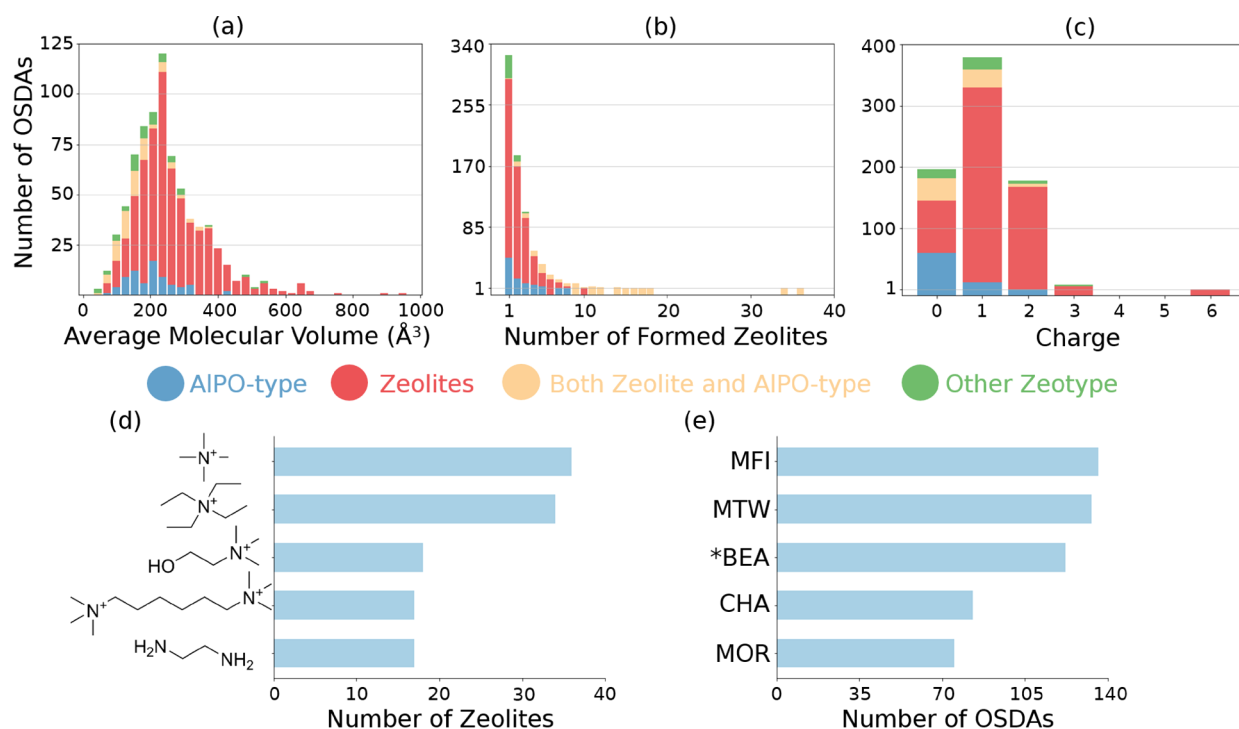 (a)
(b)
(c)
Number of OSDAs
125
100
75
50
25
0
200
400
600
800
1000
Average Molecular Volume (Å³)
340
255
170
85
1
1
10
20
30
40
Number of Formed Zeolites
400
300
200
100
1
0
1
2
3
4
5
6
Charge
AlPO-type
Zeolites
Both Zeolite and AlPO-type
Other Zeotype
(d)
N⁺
N⁺
HO
N⁺
N⁺
N⁺
H₂N
NH₂
0
20
40
0
Number of Zeolites
(e)
MFI
MTW
*BEA
CHA
MOR
0
35
70
105
140
Number of OSDAs